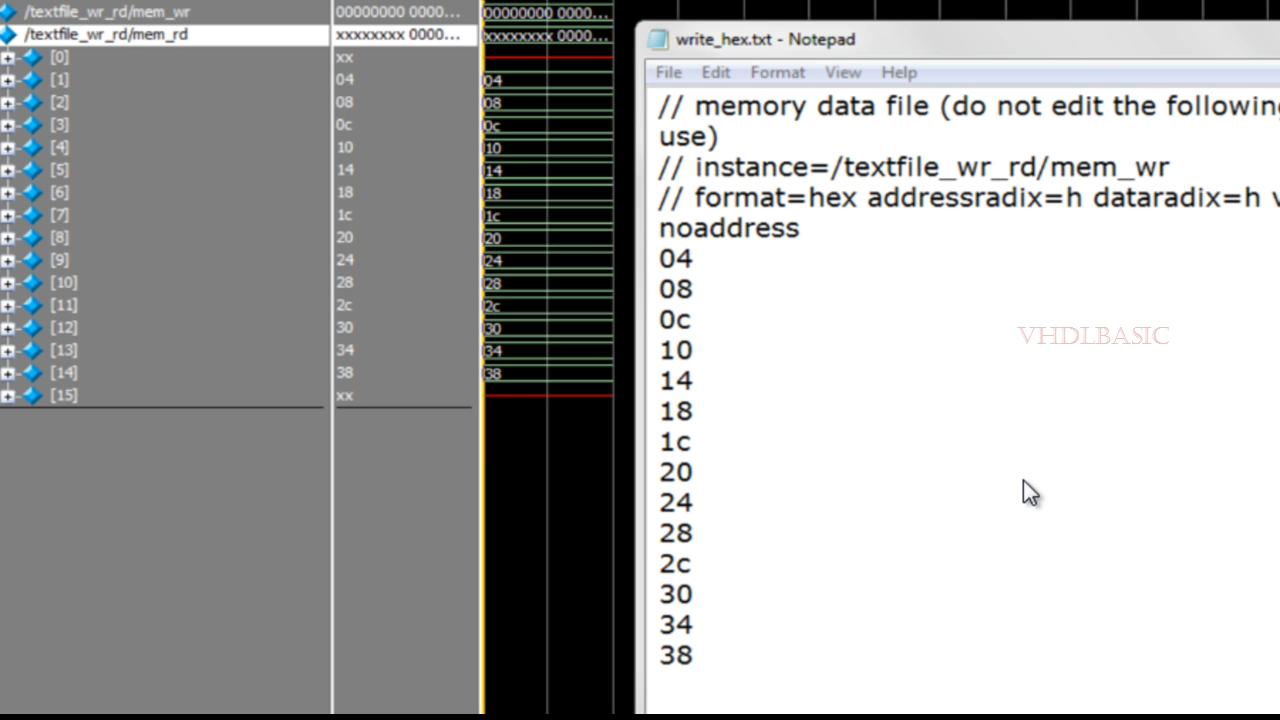 /textfile_wr_rd/mem_wr 00000000 0000... 00000000 0000...
/textfile_wr_rd/mem_rd xxxxxxxx 0000... xxxxxxxx 0000...
[0] xx
[1] 04 04
[2] 08 08
[3] 0c 0c
[4] 10 10
[5] 14 14
[6] 18 18
[7] 1c 1c
[8] 20 20
[9] 24 24
[10] 28 28
[11] 2c 2c
[12] 30 30
[13] 34 34
[14] 38 38
[15] xx
write_hex.txt - Notepad
File Edit Format View Help
// memory data file (do not edit the following
use)
// instance=/textfile_wr_rd/mem_wr
// format=hex addressradix=h dataradix=h v
noaddress
04
08
0c
10
14
18
1c
20
24
28
2c
30
34
38
VHDLBASIC